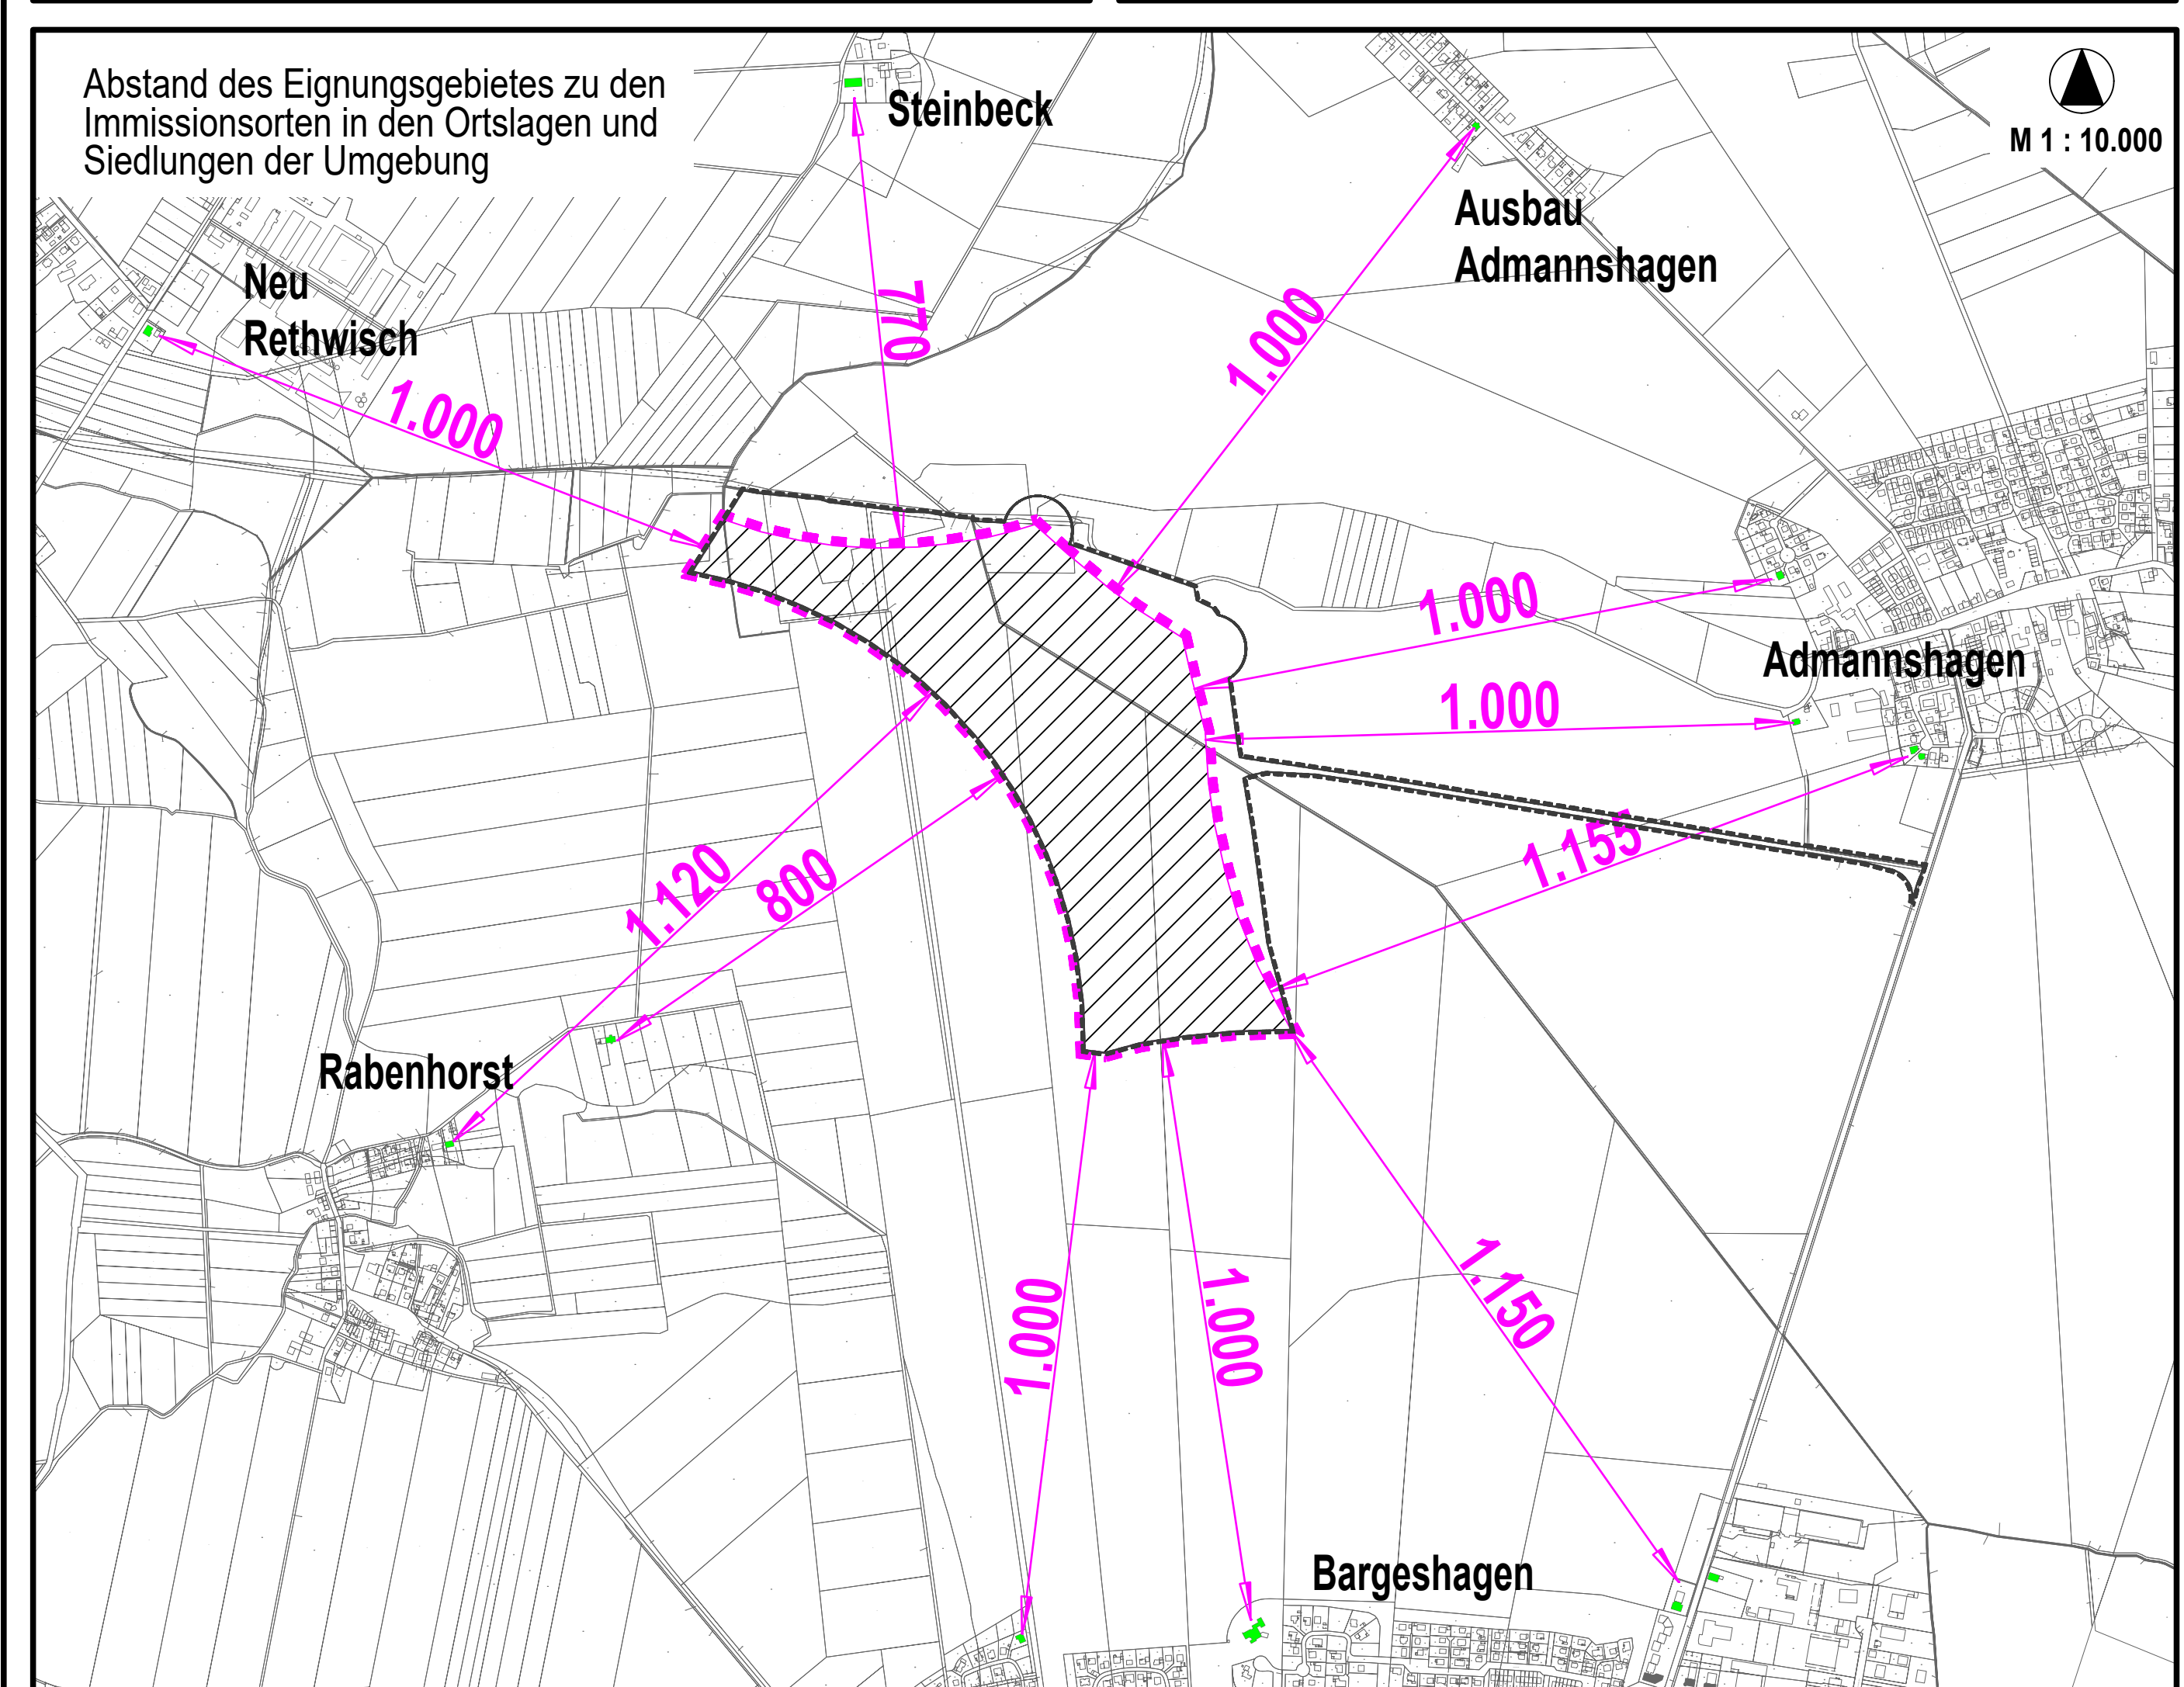 Abstand des Eignungsgebietes zu den
Immissionsorten in den Ortslagen und
Siedlungen der Umgebung
M 1 : 10.000
Steinbeck
Ausbau
Admannshagen
Neu
Rethwisch
770
1.000
1.000
1.000
Admannshagen
1.000
1.155
1.120
800
Rabenhorst
1.000
1.000
1.150
Bargeshagen